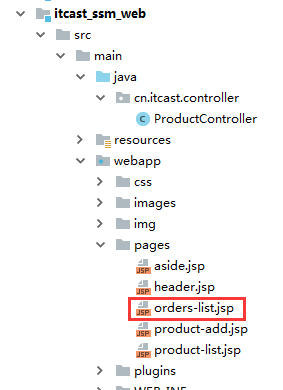 itcast_ssm_web
src
main
java
cn.itcast.controller
C ProductController
resources
webapp
css
images
img
pages
JSP aside.jsp
JSP header.jsp
JSP orders-list.jsp
JSP product-add.jsp
JSP product-list.jsp
plugins